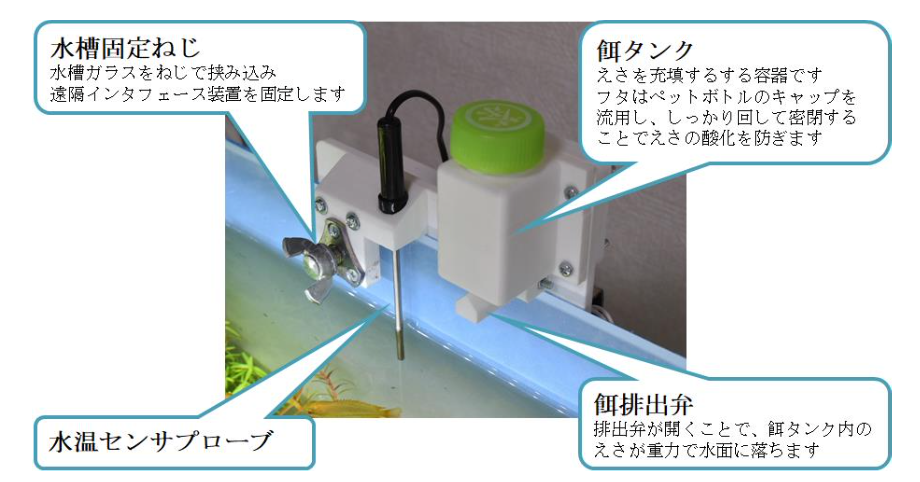 水槽固定ねじ
水槽ガラスをねじで挟み込み
遠隔インタフェース装置を固定します
餌タンク
えさを充填するする容器です
フタはペットボトルのキャップを
流用し、しっかり回して密閉する
ことでえさの酸化を防ぎます
水温センサプローブ
餌排出弁
排出弁が開くことで、餌タンク内の
えさが重力で水面に落ちます